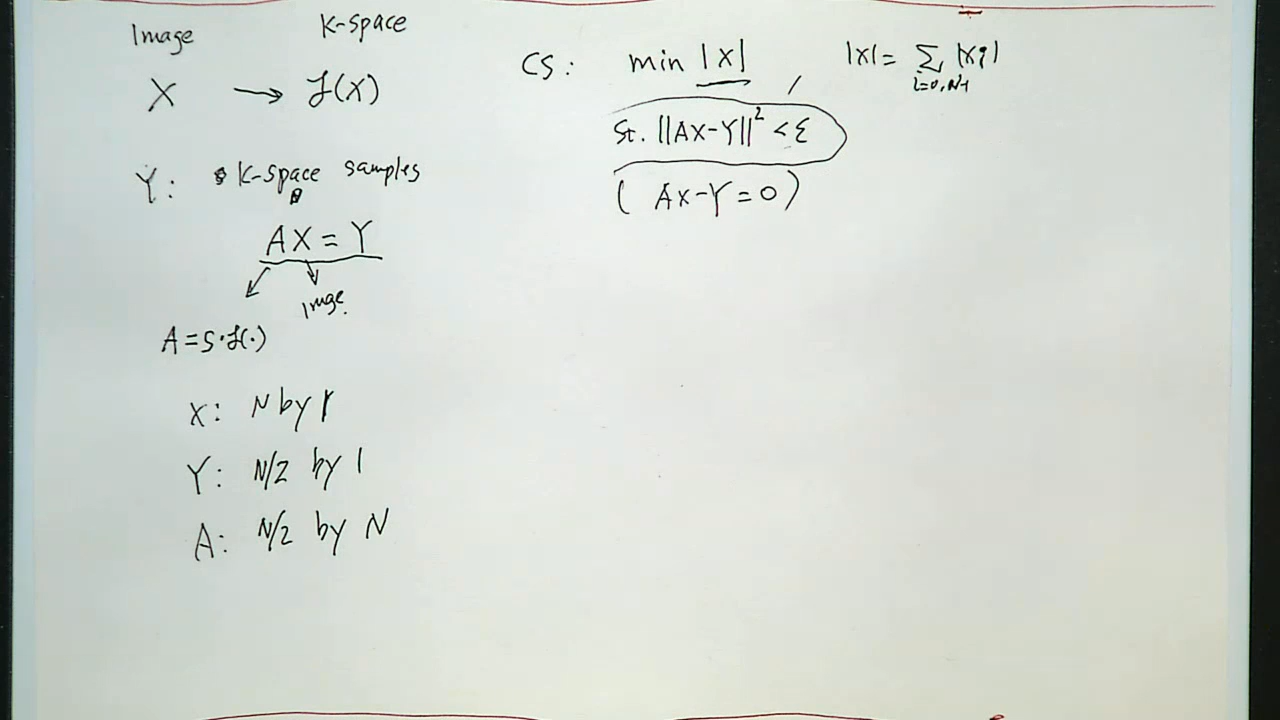 Image K-space
X → ℱ(X)
Y: K-space samples
AX = Y
Image.
A = S·ℱ(·)
X: N by 1
Y: N/2 by 1
A: N/2 by N
CS: min |X| , |X| = Σ |Xi|
i=0,N-1
St. ||AX-Y||² < ε
( AX-Y = 0 )